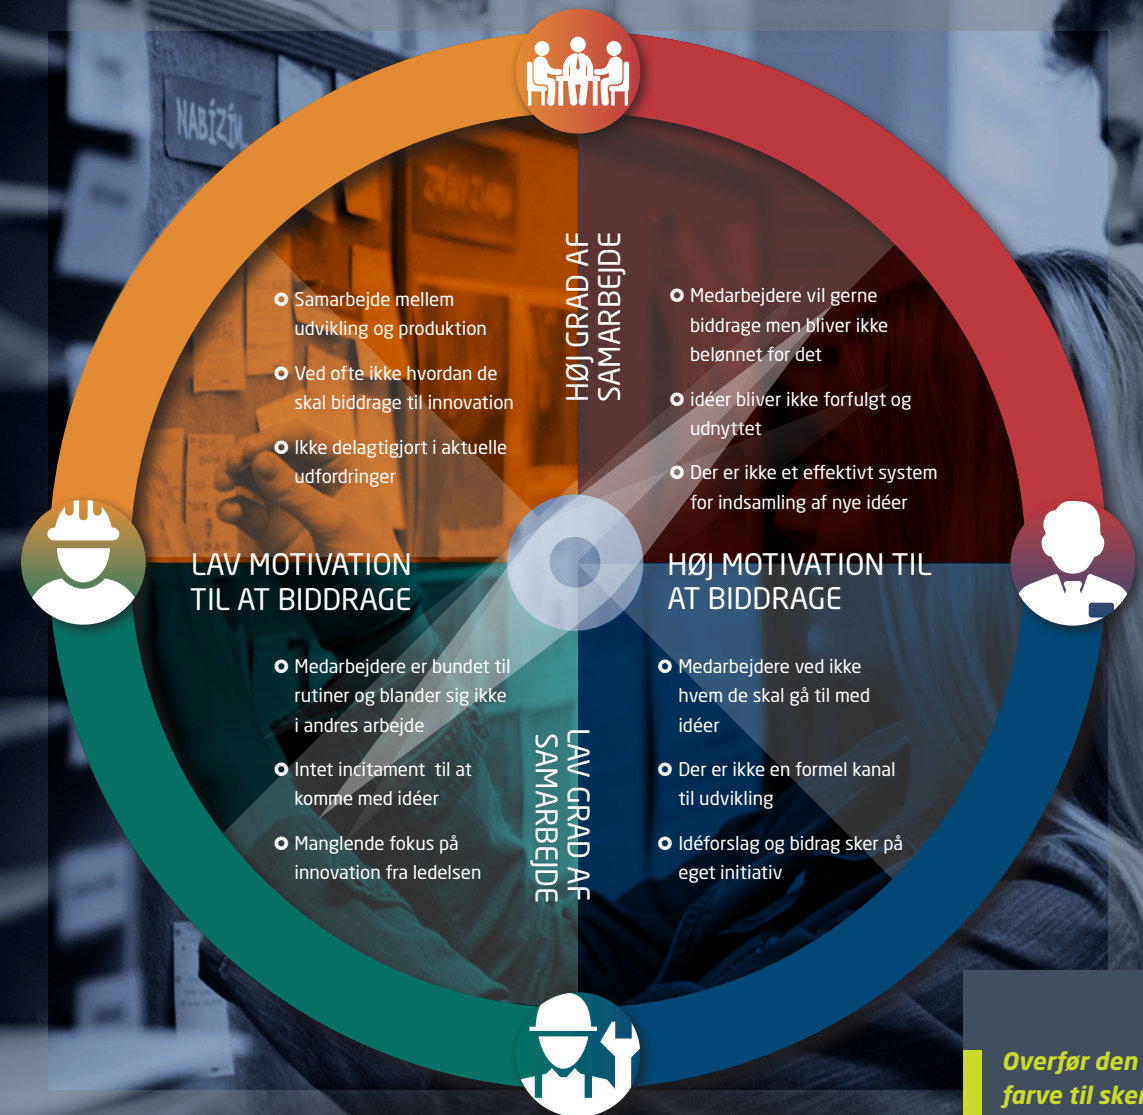 NABÍZÍM
HØJ GRAD AF
SAMARBEJDE
Samarbejde mellem
udvikling og produktion
Ved ofte ikke hvordan de
skal biddrage til innovation
Ikke delagtigjort i aktuelle
udfordringer
Medarbejdere vil gerne
biddrage men bliver ikke
belønnet for det
idéer bliver ikke forfulgt og
udnyttet
Der er ikke et effektivt system
for indsamling af nye idéer
LAV MOTIVATION
TIL AT BIDDRAGE
HØJ MOTIVATION TIL
AT BIDDRAGE
Medarbejdere er bundet til
rutiner og blander sig ikke
i andres arbejde
Intet incitament til at
komme med idéer
Manglende fokus på
innovation fra ledelsen
LAV GRAD AF
SAMARBEJDE
Medarbejdere ved ikke
hvem de skal gå til med
idéer
Der er ikke en formel kanal
til udvikling
Idéforslag og bidrag sker på
eget initiativ
Overfør den
farve til